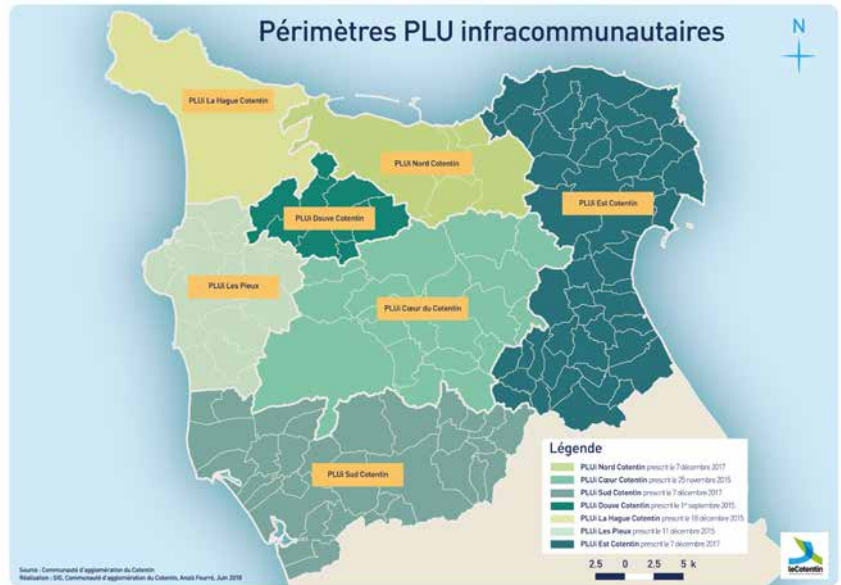 Périmètres PLU infracommunautaires
N
PLUi La Hague Cotentin
PLUi Nord Cotentin
PLUi Est Cotentin
PLUi Douve Cotentin
PLUi Les Pieux
PLUi Cœur du Cotentin
PLUi Sud Cotentin
Légende
PLUi Nord Cotentin prescrit le 7 décembre 2017
PLUi Cœur Cotentin prescrit le 25 novembre 2015
PLUi Sud Cotentin prescrit le 7 décembre 2017
PLUi Douve Cotentin prescrit le 1er septembre 2015
PLUi La Hague Cotentin prescrit le 18 décembre 2015
PLUi Les Pieux prescrit le 11 décembre 2015
PLUi Est Cotentin prescrit le 7 décembre 2017
2.5 0 2.5 5 k
leCotentin
Source : Communauté d'agglomération du Cotentin
Réalisation : SIG, Communauté d'agglomération du Cotentin, Anaïs Fourré, Juin 2018